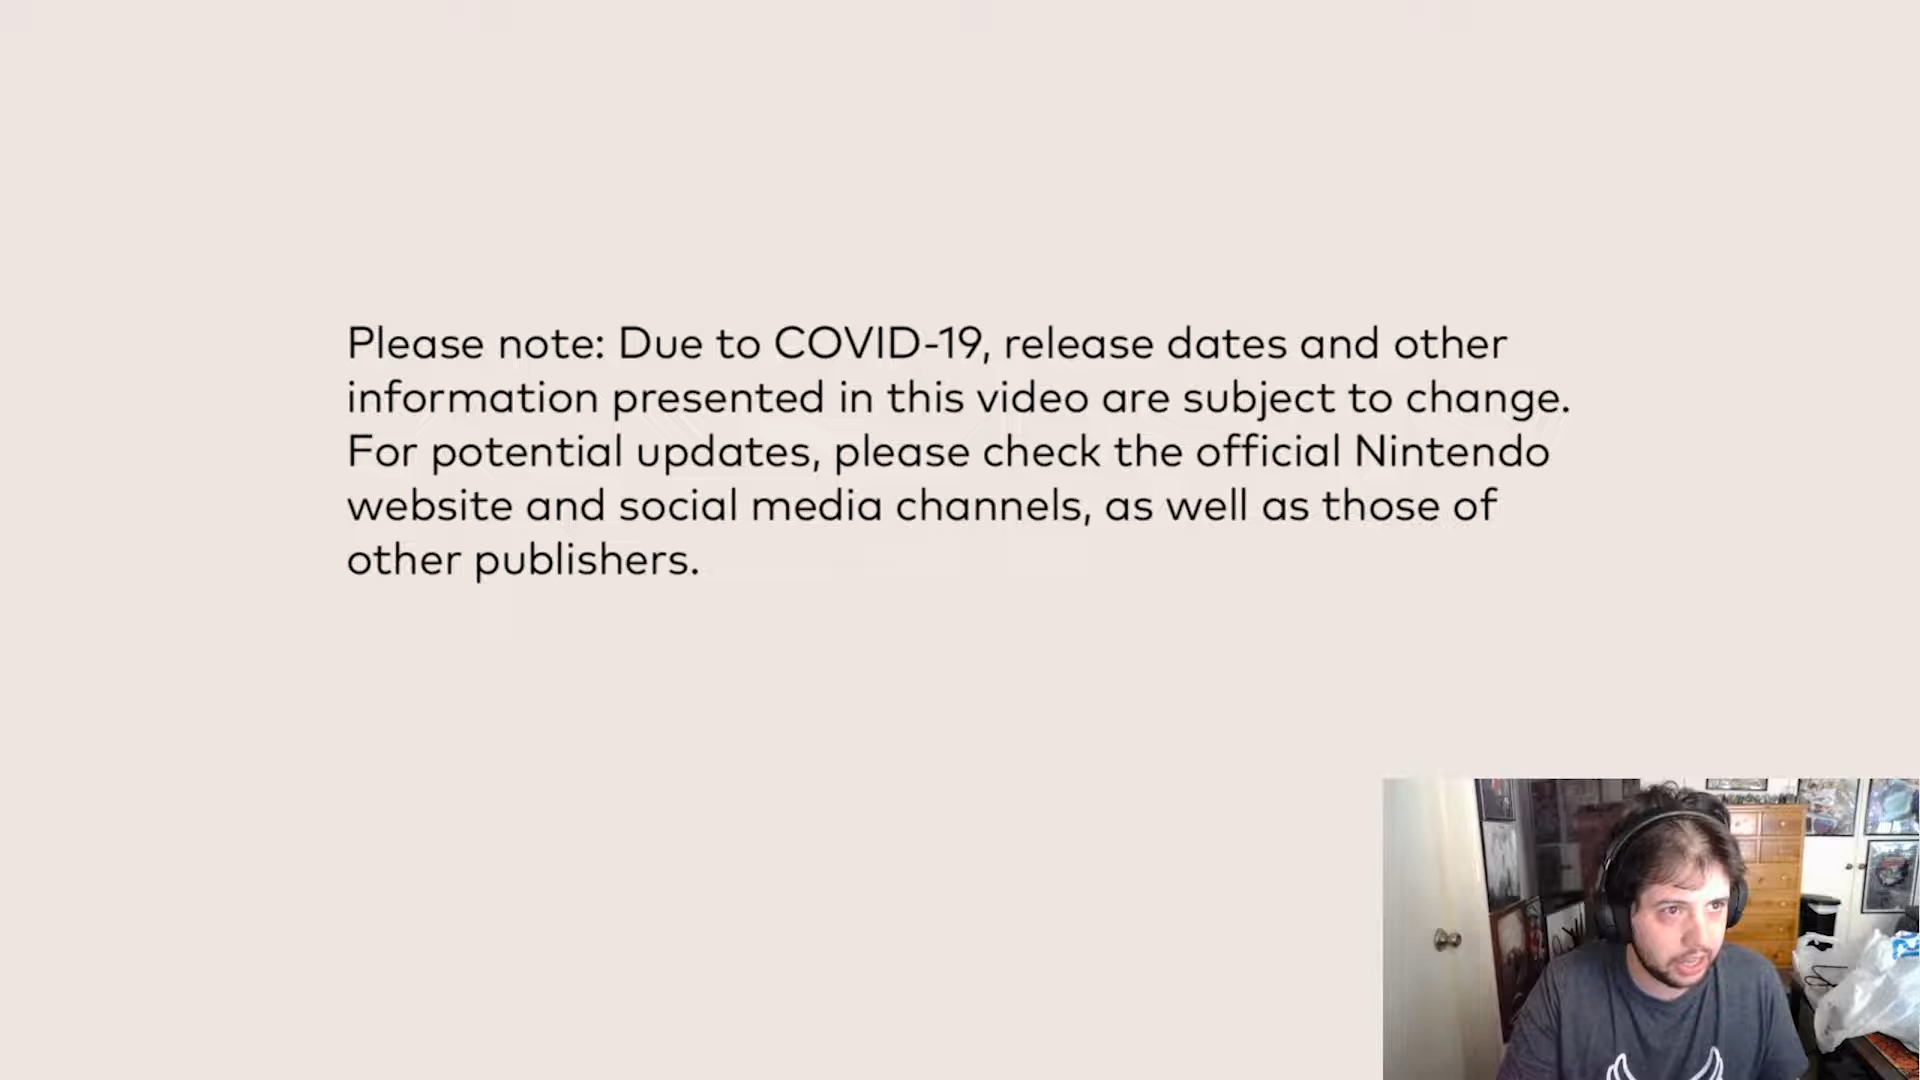 Please note: Due to COVID-19, release dates and other
information presented in this video are subject to change.
For potential updates, please check the official Nintendo
website and social media channels, as well as those of
other publishers.